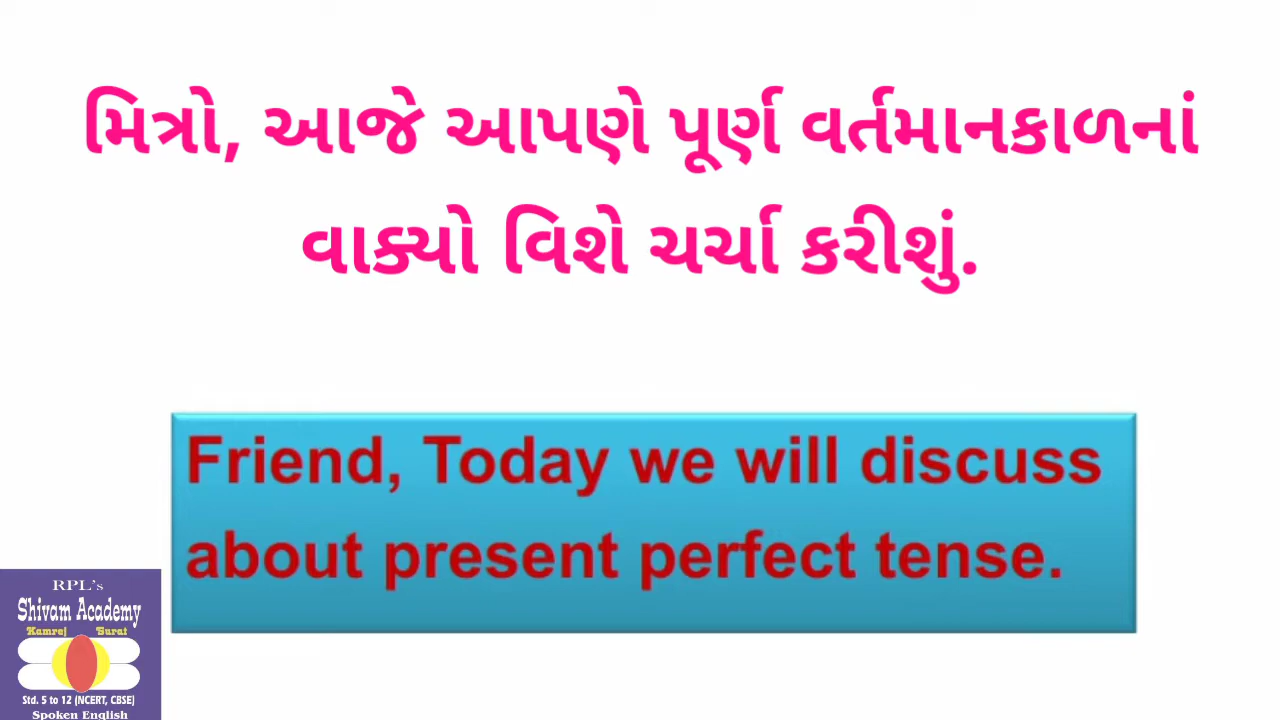 મિત્રો, આજે આપણે પૂર્ણ વર્તમાનકાળનાં
વાક્યો વિશે ચર્ચા કરીશું.
Friend, Today we will discuss
about present perfect tense.
RPL's
Shivam Academy
Kamrej Surat
Std. 5 to 12 (NCERT, CBSE)
Spoken English